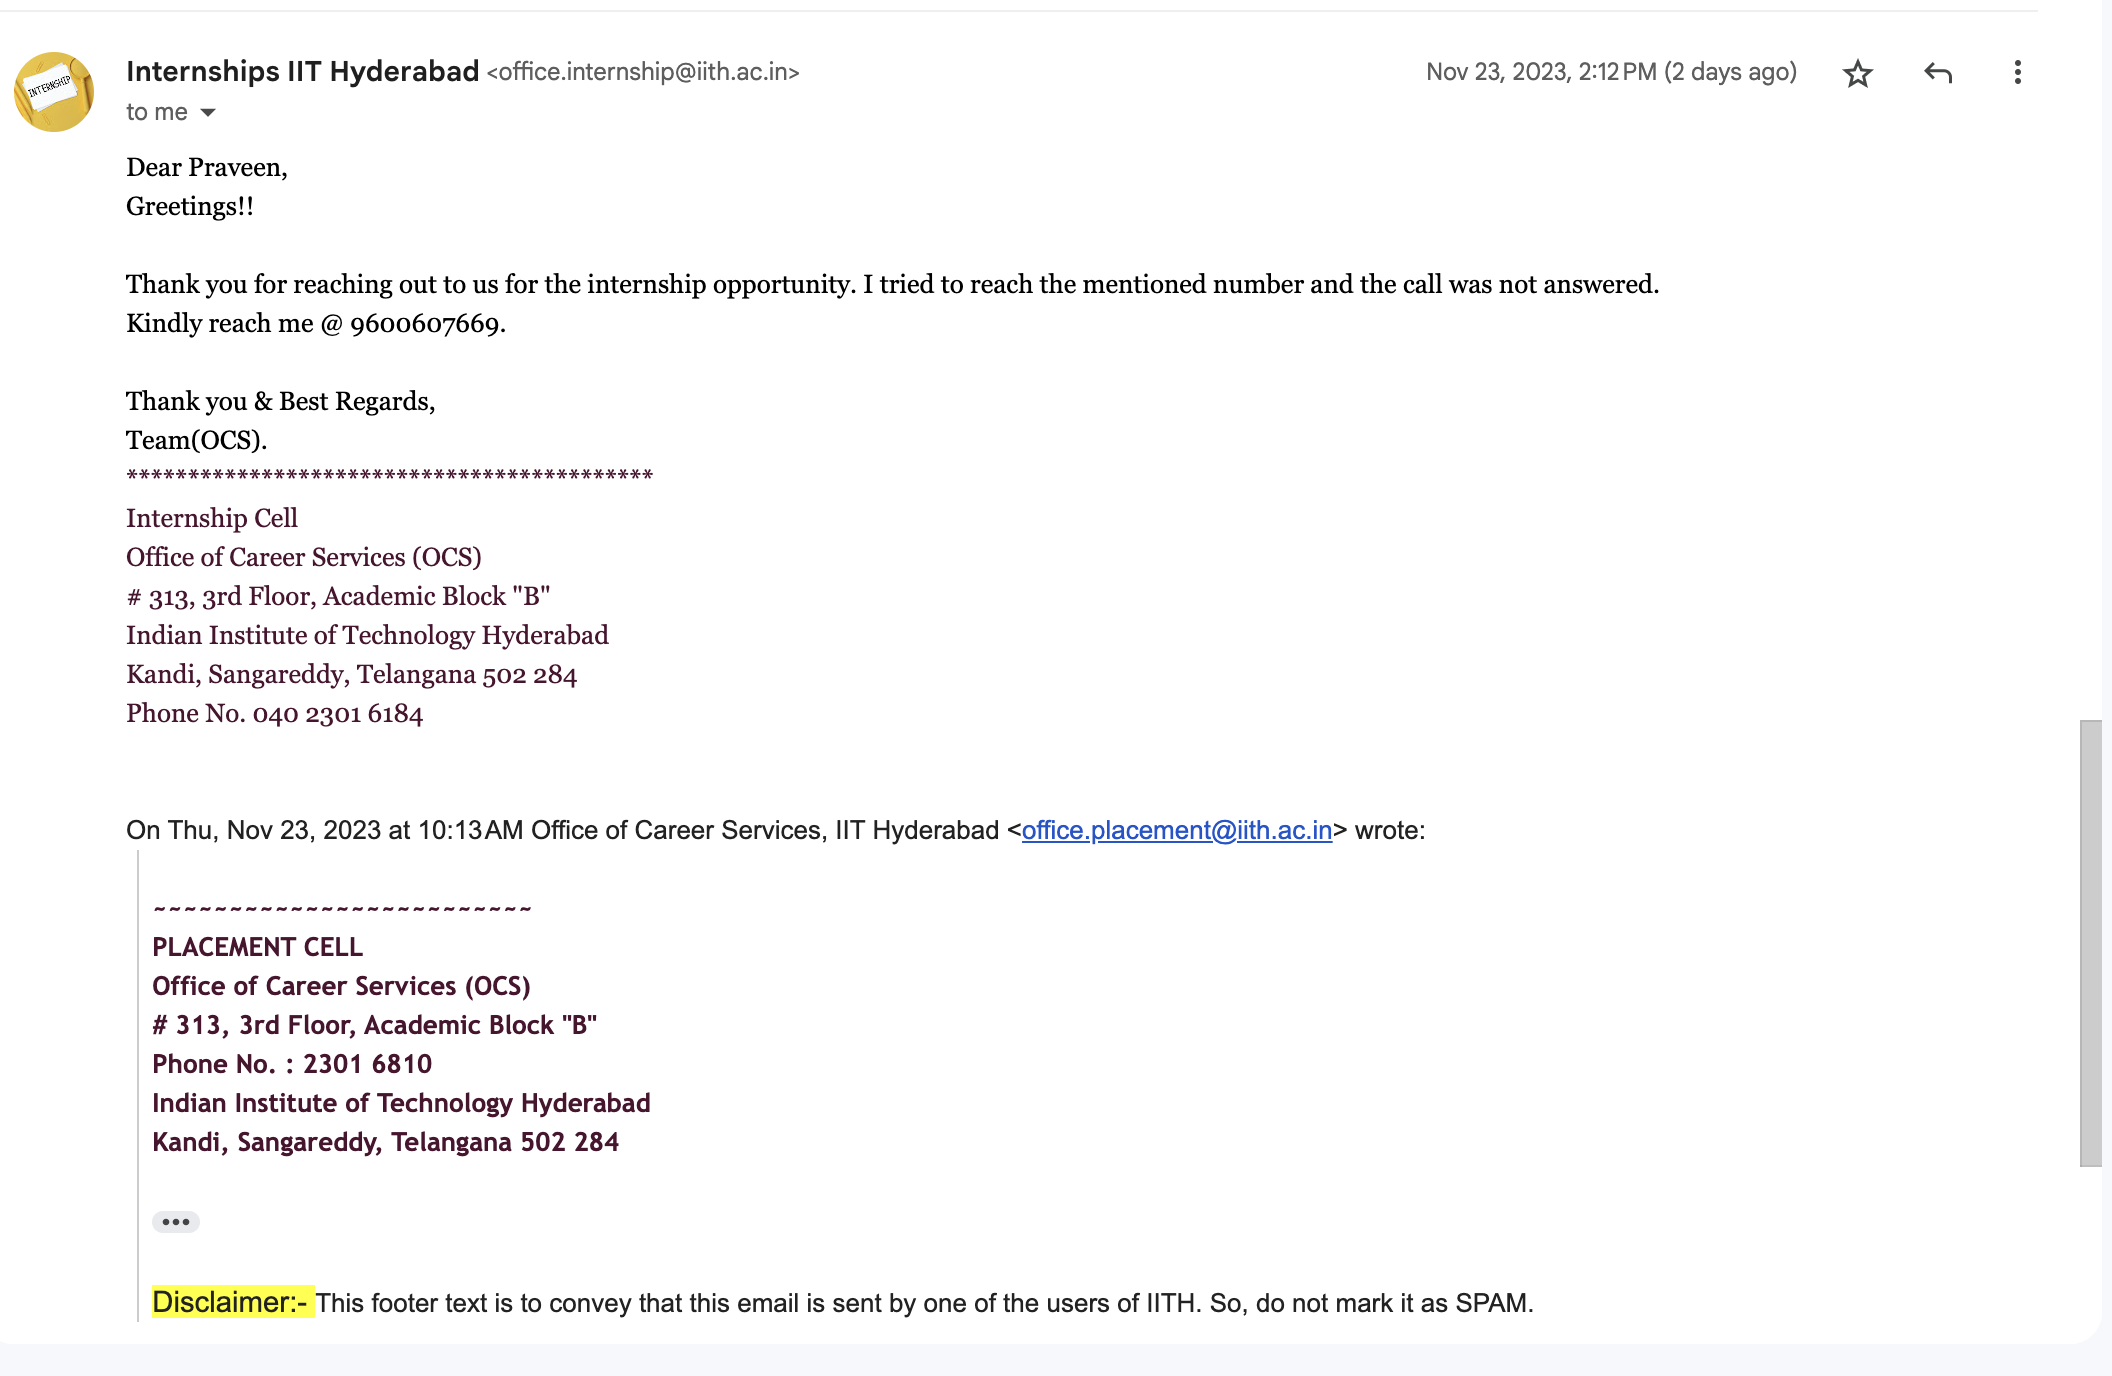 INTERNSHIP
Internships IIT Hyderabad <office.internship@iith.ac.in>
Nov 23, 2023, 2:12 PM (2 days ago)
to me
Dear Praveen,
Greetings!!
Thank you for reaching out to us for the internship opportunity. I tried to reach the mentioned number and the call was not answered.
Kindly reach me @ 9600607669.
Thank you & Best Regards,
Team(OCS).
*******************************************
Internship Cell
Office of Career Services (OCS)
# 313, 3rd Floor, Academic Block "B"
Indian Institute of Technology Hyderabad
Kandi, Sangareddy, Telangana 502 284
Phone No. 040 2301 6184
On Thu, Nov 23, 2023 at 10:13 AM Office of Career Services, IIT Hyderabad <office.placement@iith.ac.in> wrote:
~~~~~~~~~~~~~~~~~~~~~~~~~
PLACEMENT CELL
Office of Career Services (OCS)
# 313, 3rd Floor, Academic Block "B"
Phone No. : 2301 6810
Indian Institute of Technology Hyderabad
Kandi, Sangareddy, Telangana 502 284
Disclaimer:- This footer text is to convey that this email is sent by one of the users of IITH. So, do not mark it as SPAM.